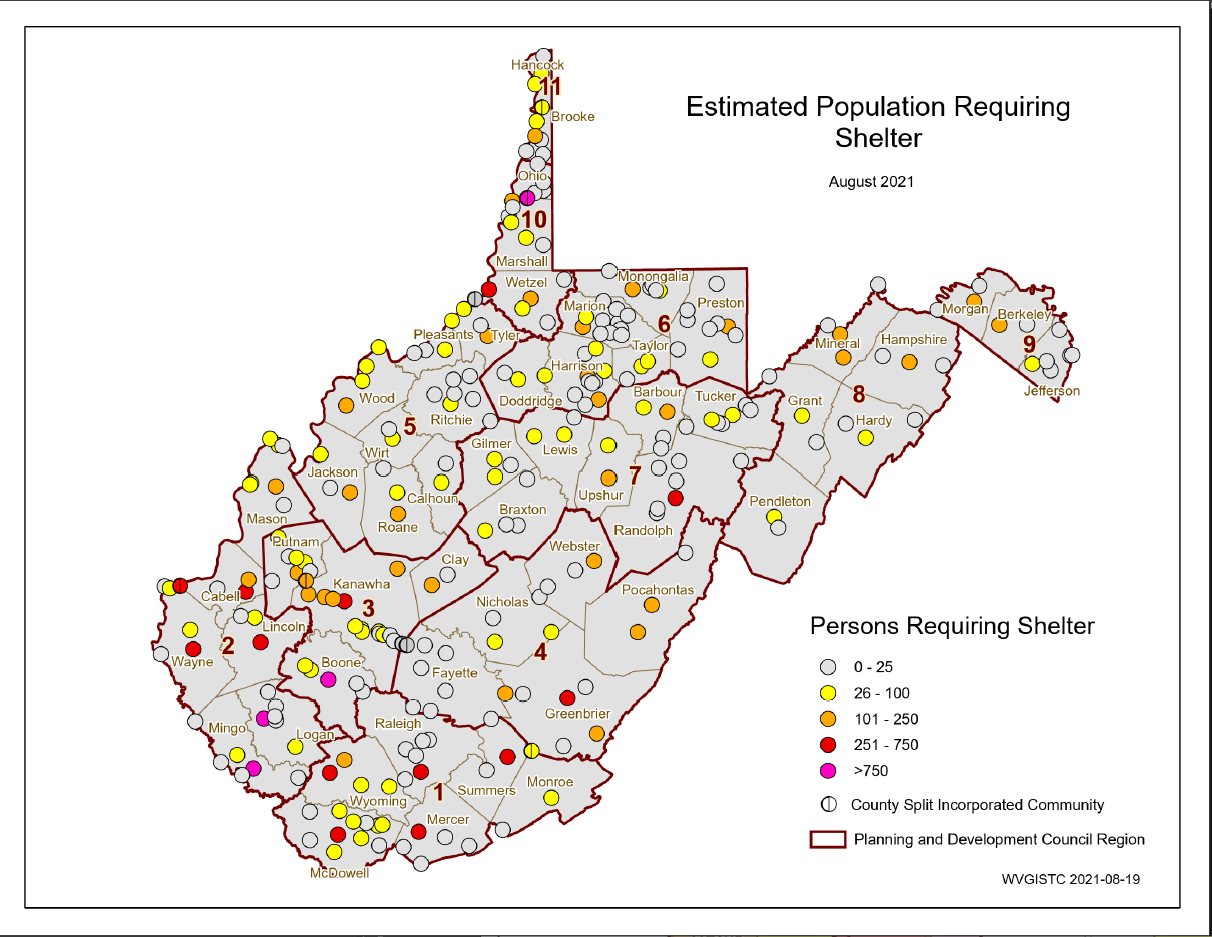 Estimated Population Requiring
Shelter
August 2021
Hancock
11
Brooke
Ohio
10
Marshall
Wetzel
Monongalia
Marion
Preston
6
Pleasants
Tyler
Taylor
Harrison
Morgan
Berkeley
9
Jefferson
Mineral
Hampshire
8
Wood
Doddridge
Barbour
Tucker
Grant
Ritchie
5
Hardy
Wirt
Gilmer
Lewis
Jackson
7
Calhoun
Upshur
Pendleton
Mason
Roane
Braxton
Randolph
Putnam
Webster
Clay
Kanawha
3
Cabell
Nicholas
Pocahontas
Lincoln
2
Wayne
Boone
4
Fayette
Greenbrier
Mingo
Logan
Raleigh
Wyoming
1
Summers
Monroe
Mercer
McDowell
Persons Requiring Shelter
0 - 25
26 - 100
101 - 250
251 - 750
>750
County Split Incorporated Community
Planning and Development Council Region
WVGISTC 2021-08-19